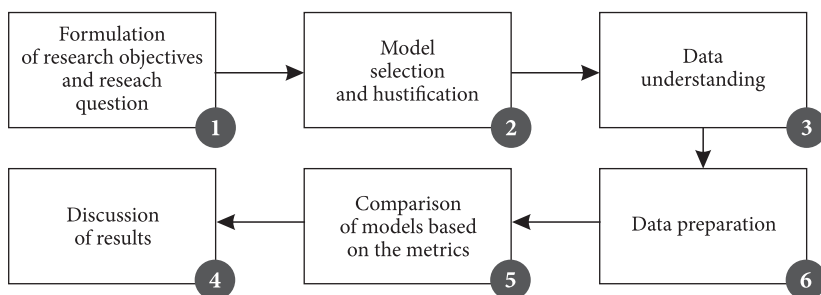 Formulation
of research objectives
and reseach
question
1
Model
selection
and hustification
2
Data
understanding
3
Discussion
of results
4
Comparison
of models based
on the metrics
5
Data preparation
6